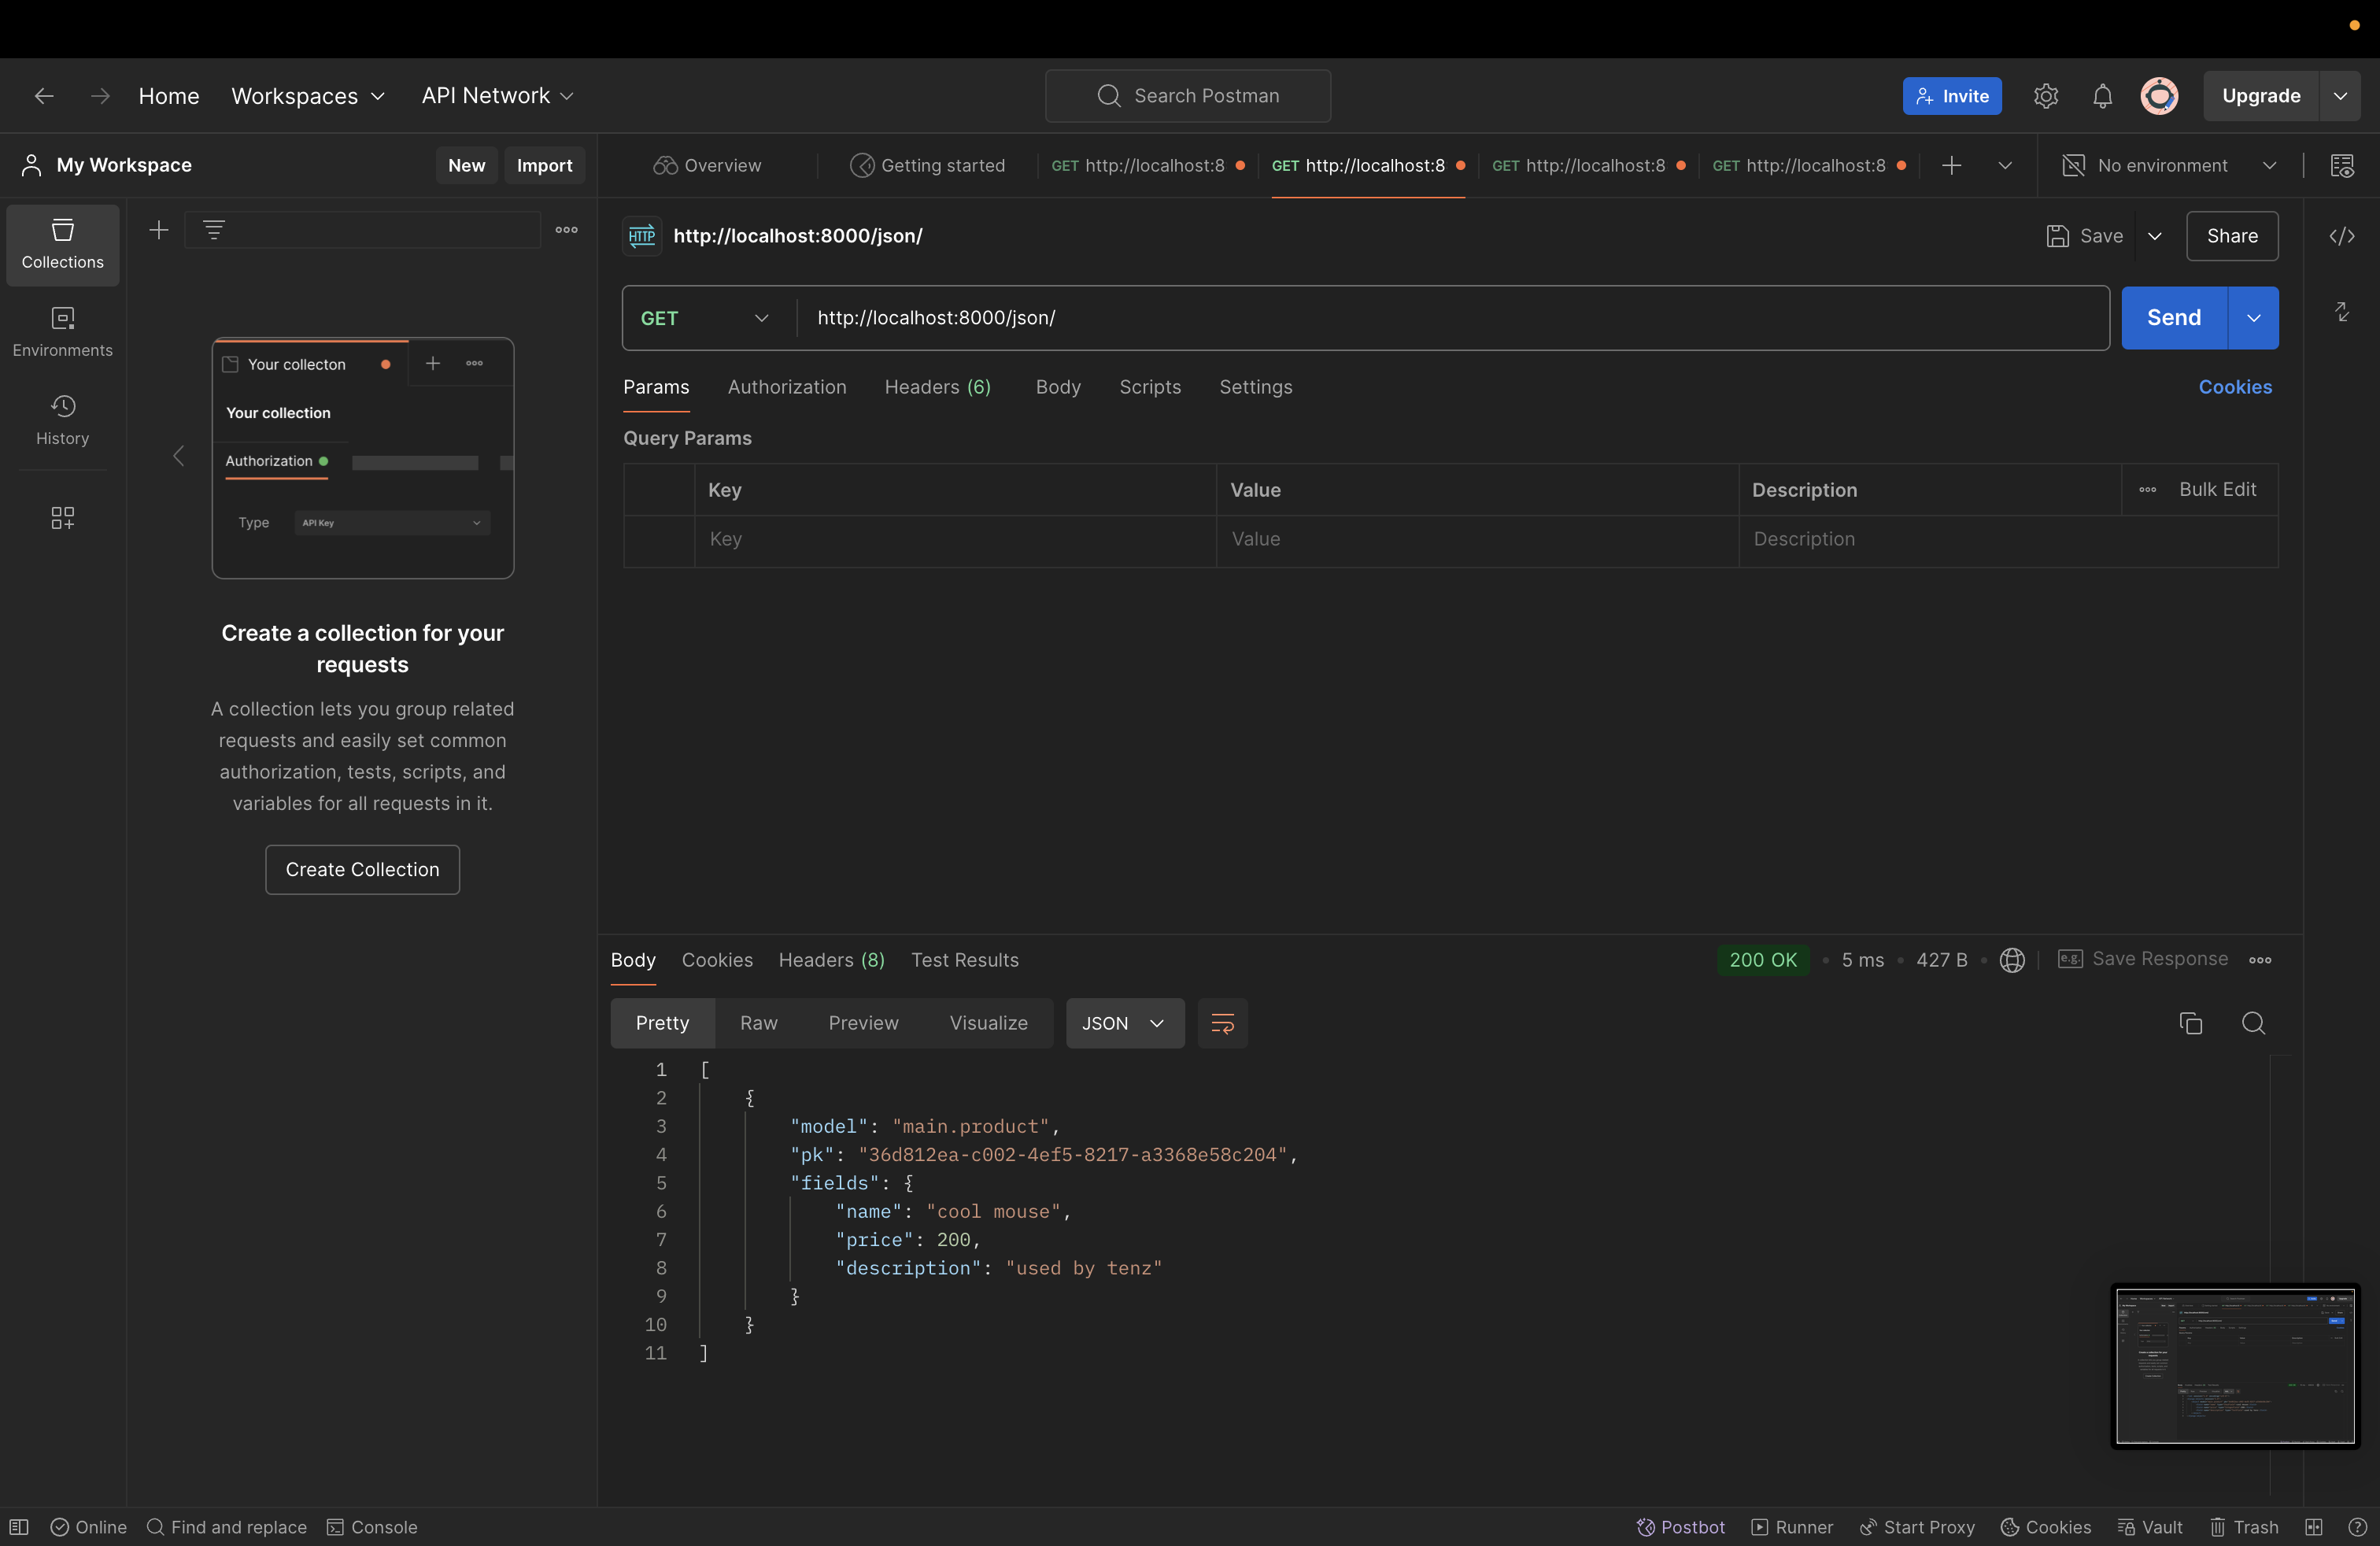 Home Workspaces API Network Search Postman Invite Upgrade
My Workspace New Import Overview Getting started GET http://localhost:8 GET http://localhost:8 GET http://localhost:8 GET http://localhost:8 No environment
Collections
Environments
History
Your collecton
Your collection
Authorization
Type API Key
Create a collection for your
requests
A collection lets you group related
requests and easily set common
authorization, tests, scripts, and
variables for all requests in it.
Create Collection
HTTP http://localhost:8000/json/ Save Share
GET http://localhost:8000/json/ Send
Params Authorization Headers (6) Body Scripts Settings Cookies
Query Params
Key Value Description Bulk Edit
Key Value Description
Body Cookies Headers (8) Test Results 200 OK 5 ms 427 B e.g. Save Response
Pretty Raw Preview Visualize JSON
1 [
2 {
3 "model": "main.product",
4 "pk": "36d812ea-c002-4ef5-8217-a3368e58c204",
5 "fields": {
6 "name": "cool mouse",
7 "price": 200,
8 "description": "used by tenz"
9 }
10 }
11 ]
Online Find and replace Console Postbot Runner Start Proxy Cookies Vault Trash